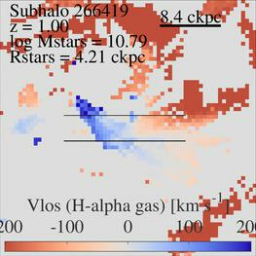 Subhalo 266419
8.4 ckpc
z = 1.00
log Mstars = 10.79
Rstars = 4.21 ckpc
Vlos (H-alpha gas) [km s⁻¹]
200 -100 0 100 200